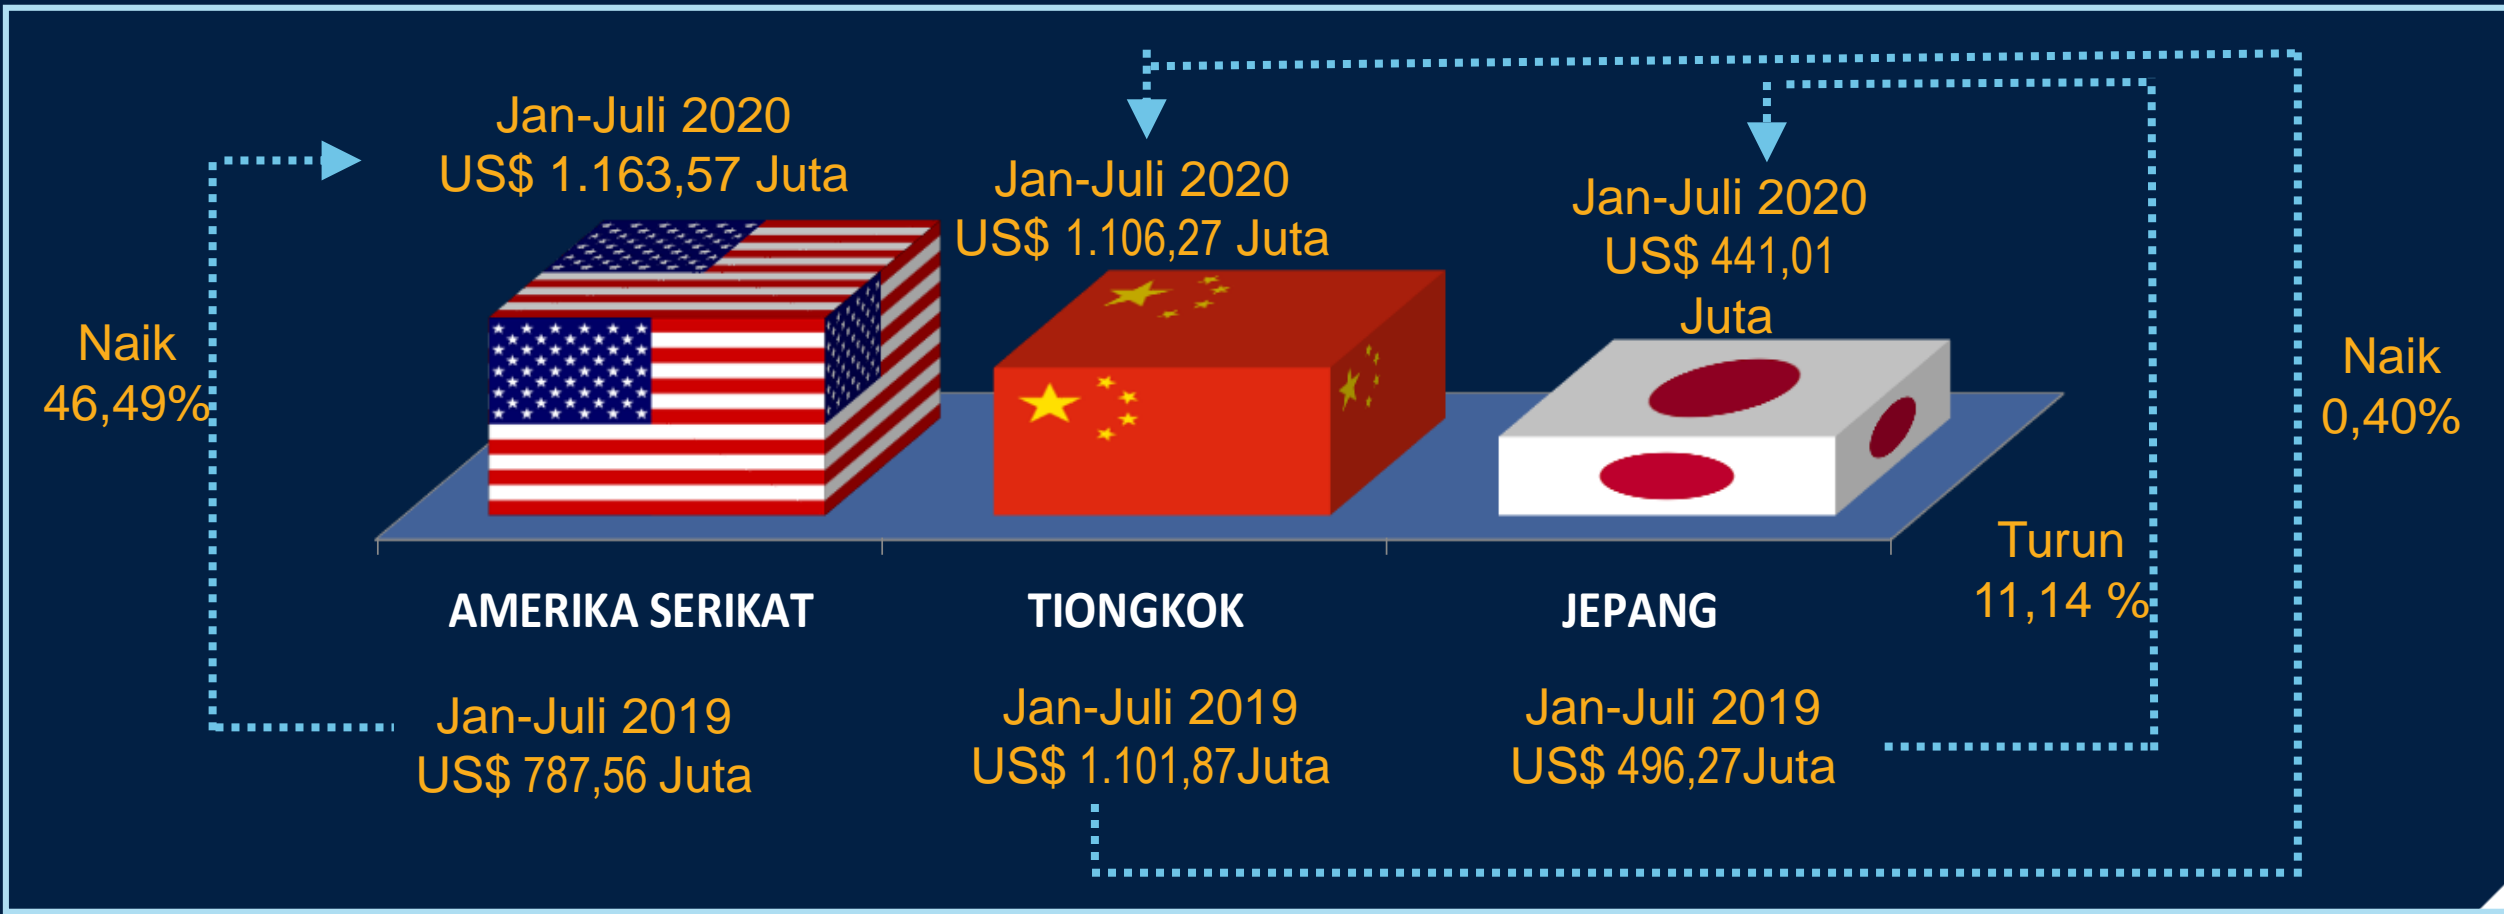 Jan-Juli 2020
US$ 1.163,57 Juta
Jan-Juli 2020
US$ 1.106,27 Juta
Jan-Juli 2020
US$ 441,01
Juta
Naik
46,49%
Naik
0,40%
Turun
11,14 %
AMERIKA SERIKAT
TIONGKOK
JEPANG
Jan-Juli 2019
US$ 787,56 Juta
Jan-Juli 2019
US$ 1.101,87Juta
Jan-Juli 2019
US$ 496,27Juta